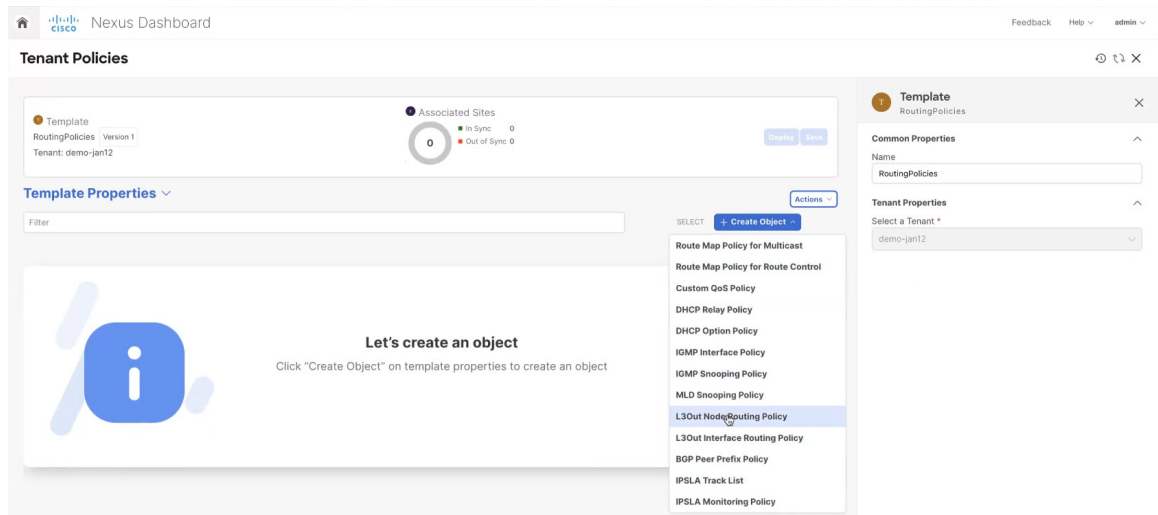 CISCO Nexus Dashboard Feedback Help admin
Tenant Policies
T Template
RoutingPolicies Version 1
Tenant: demo-jan12
Associated Sites
0
In Sync 0
Out of Sync 0
Deploy Save
Template Properties
Actions
Filter
SELECT + Create Object
Route Map Policy for Multicast
Route Map Policy for Route Control
Custom QoS Policy
DHCP Relay Policy
DHCP Option Policy
IGMP Interface Policy
IGMP Snooping Policy
MLD Snooping Policy
L3Out Node Routing Policy
L3Out Interface Routing Policy
BGP Peer Prefix Policy
IPSLA Track List
IPSLA Monitoring Policy
Let's create an object
Click "Create Object" on template properties to create an object
T Template
RoutingPolicies
Common Properties
Name
RoutingPolicies
Tenant Properties
Select a Tenant *
demo-jan12